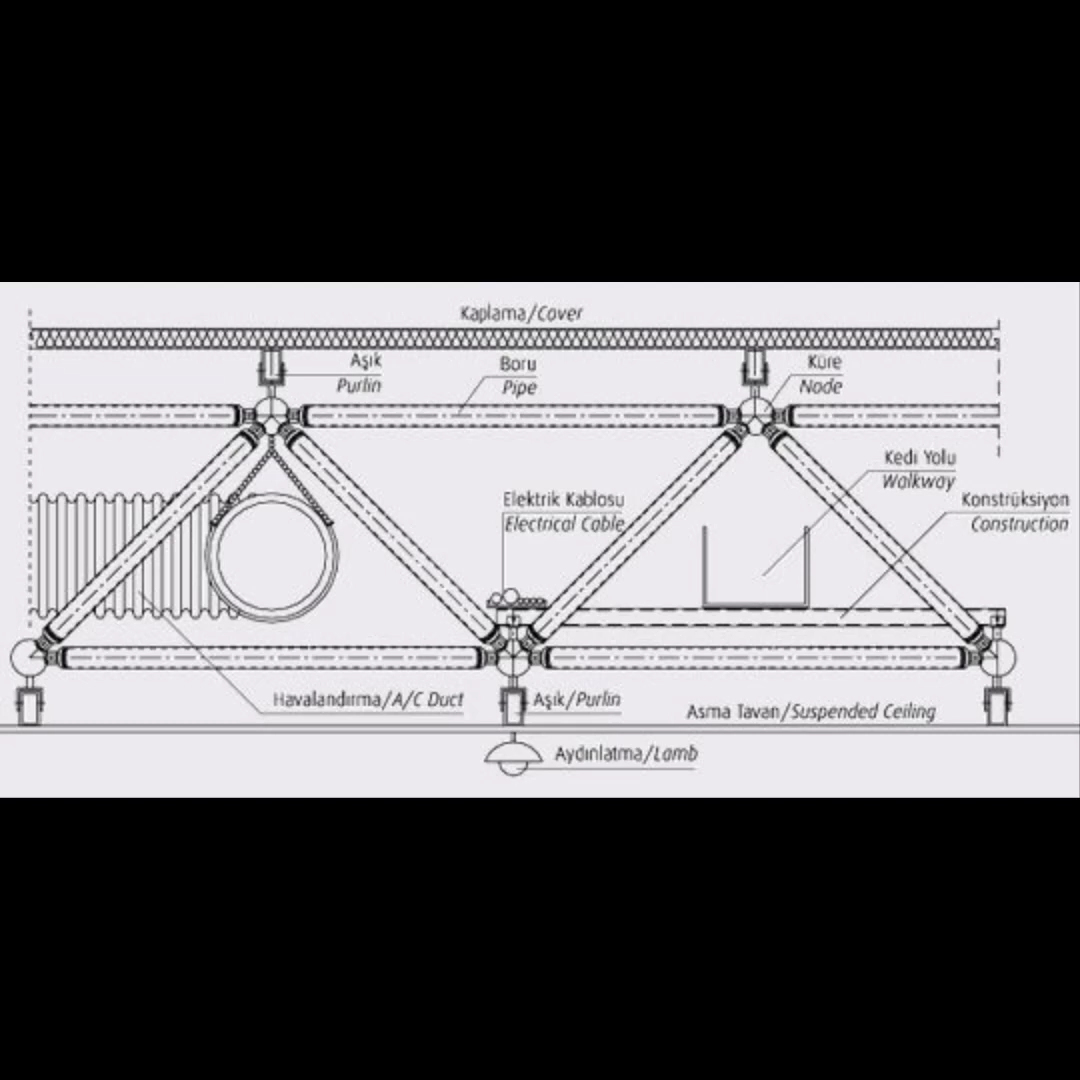 Kaplama/Cover
Aşık
Purlin
Boru
Pipe
Küre
Node
Kedi Yolu
Walkway
Elektrik Kablosu
Electrical Cable
Konstrüksiyon
Construction
Havalandırma/A/C Duct
Aşık/Purlin
Asma Tavan/Suspended Ceiling
Aydınlatma/Lamb